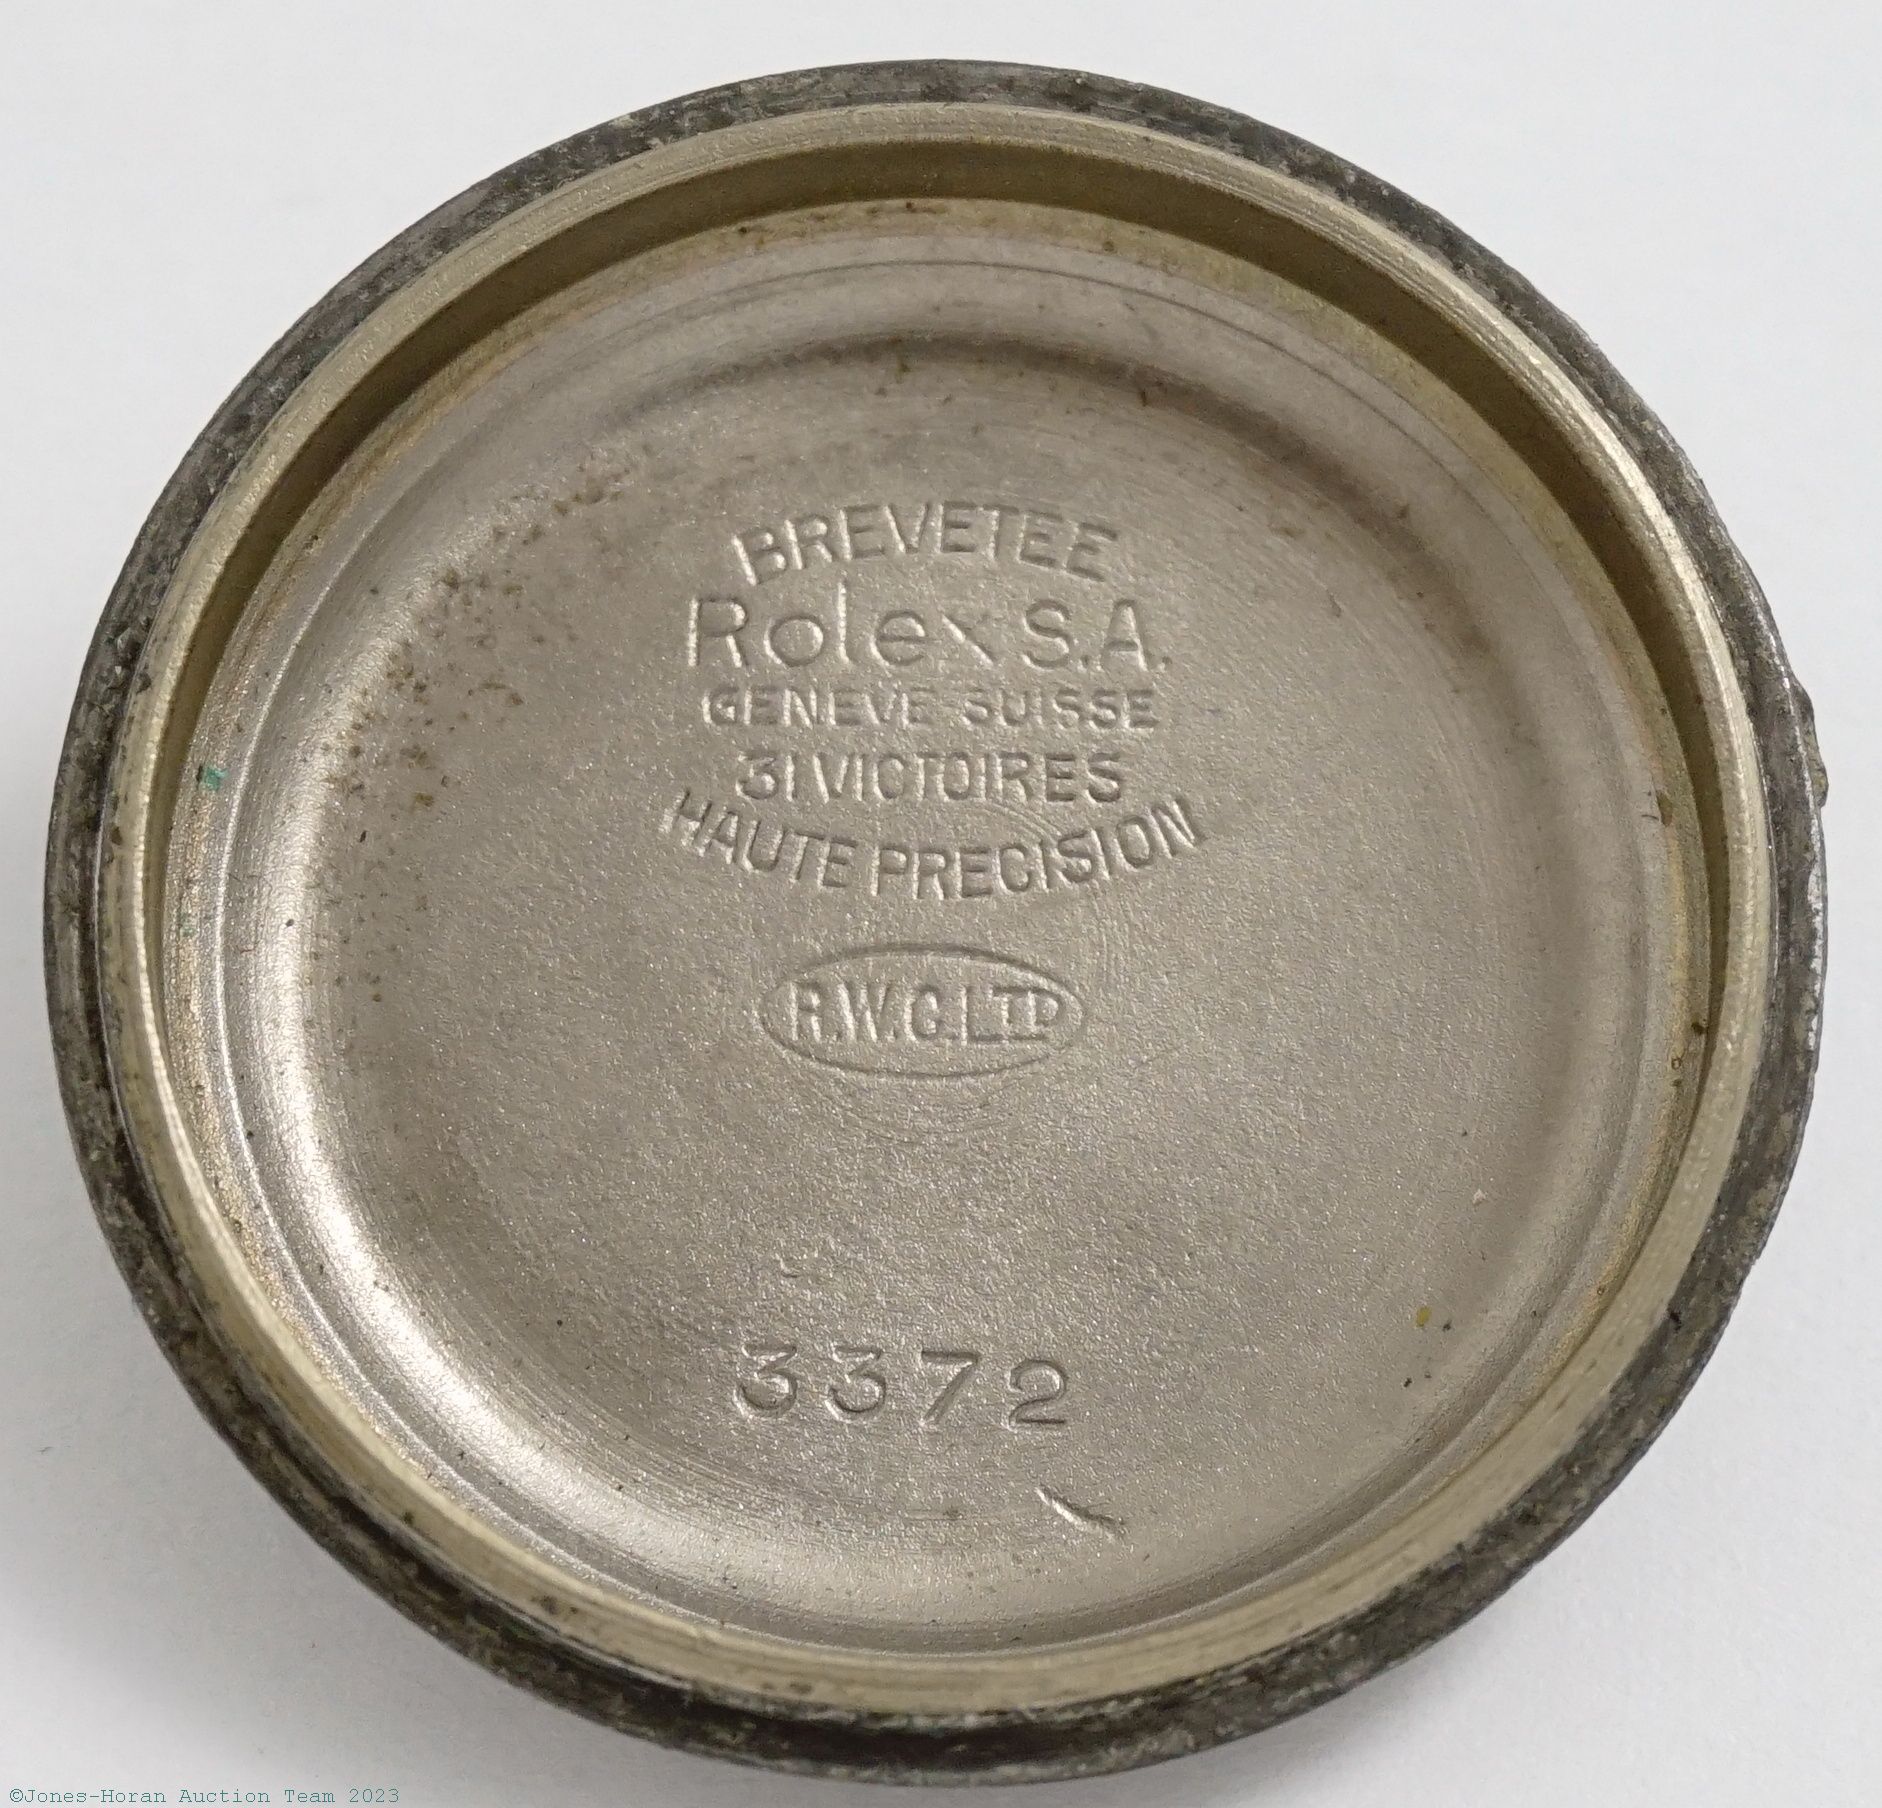 BREVETEE
Rolex S.A.
GENEVE SUISSE
31 VICTOIRES
HAUTE PRECISION
R.W.C.LTD
3372
©Jones-Horan Auction Team 2023